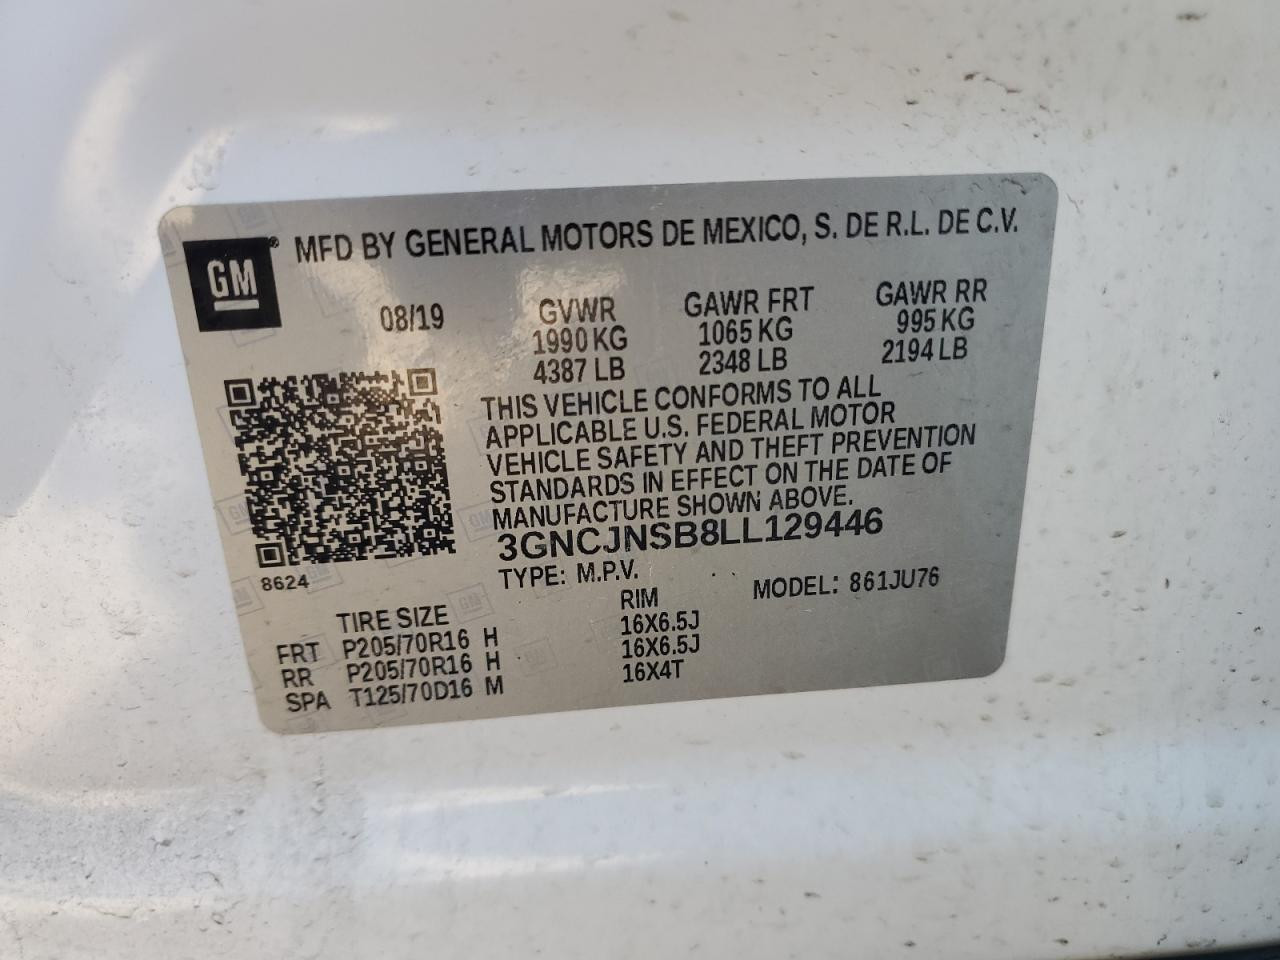 GM® MFD BY GENERAL MOTORS DE MEXICO, S. DE R.L. DE C.V.
08/19 GVWR GAWR FRT GAWR RR
1990 KG 1065 KG 995 KG
4387 LB 2348 LB 2194 LB
THIS VEHICLE CONFORMS TO ALL
APPLICABLE U.S. FEDERAL MOTOR
VEHICLE SAFETY AND THEFT PREVENTION
STANDARDS IN EFFECT ON THE DATE OF
MANUFACTURE SHOWN ABOVE.
3GNCJNSB8LL129446
8624 TYPE: M.P.V. MODEL: 861JU76
TIRE SIZE RIM
FRT P205/70R16 H 16X6.5J
RR P205/70R16 H 16X6.5J
SPA T125/70D16 M 16X4T